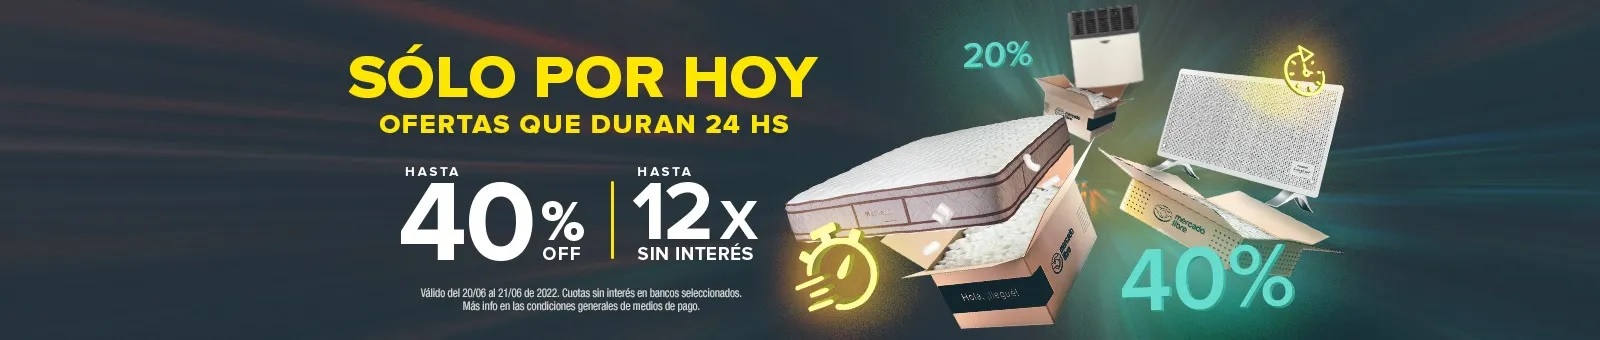 SÓLO POR HOY
OFERTAS QUE DURAN 24 HS
HASTA
40% OFF
HASTA
12X
SIN INTERÉS
Válido del 20/06 al 21/06 de 2022. Cuotas sin interés en bancos seleccionados.
Más info en las condiciones generales de medios de pago.
20%
mercado
libre
Hola, ¡llegué!
mercado
libre
40%